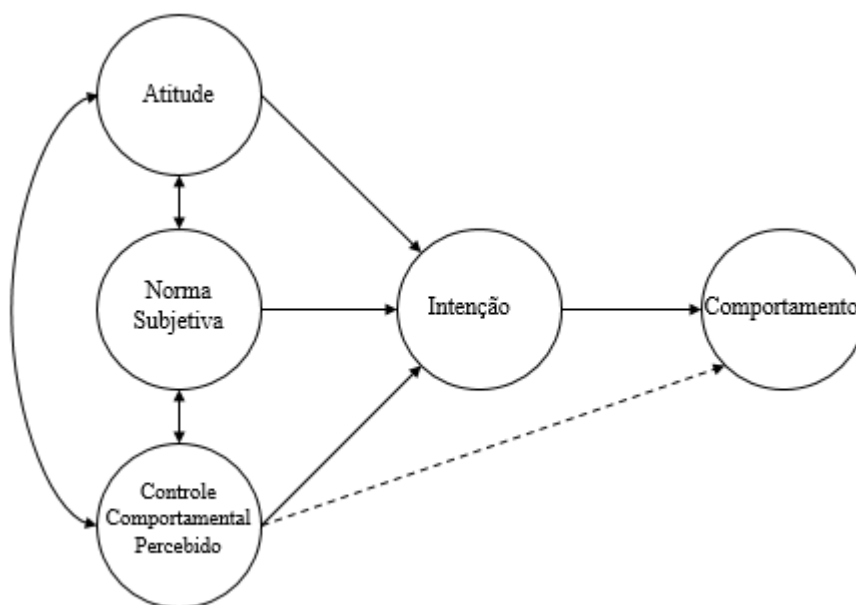 Atitude
Norma
Subjetiva
Intenção
Comportamento
Controle
Comportamental
Percebido